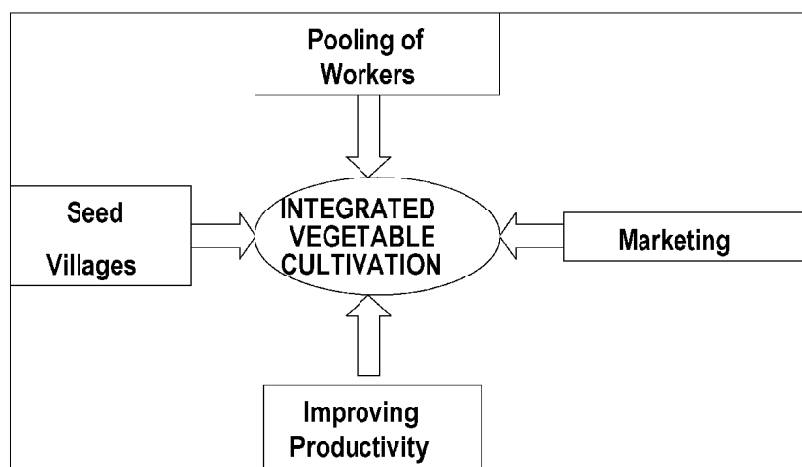 Pooling of
Workers
Seed
Villages
INTEGRATED
VEGETABLE
CULTIVATION
Marketing
Improving
Productivity